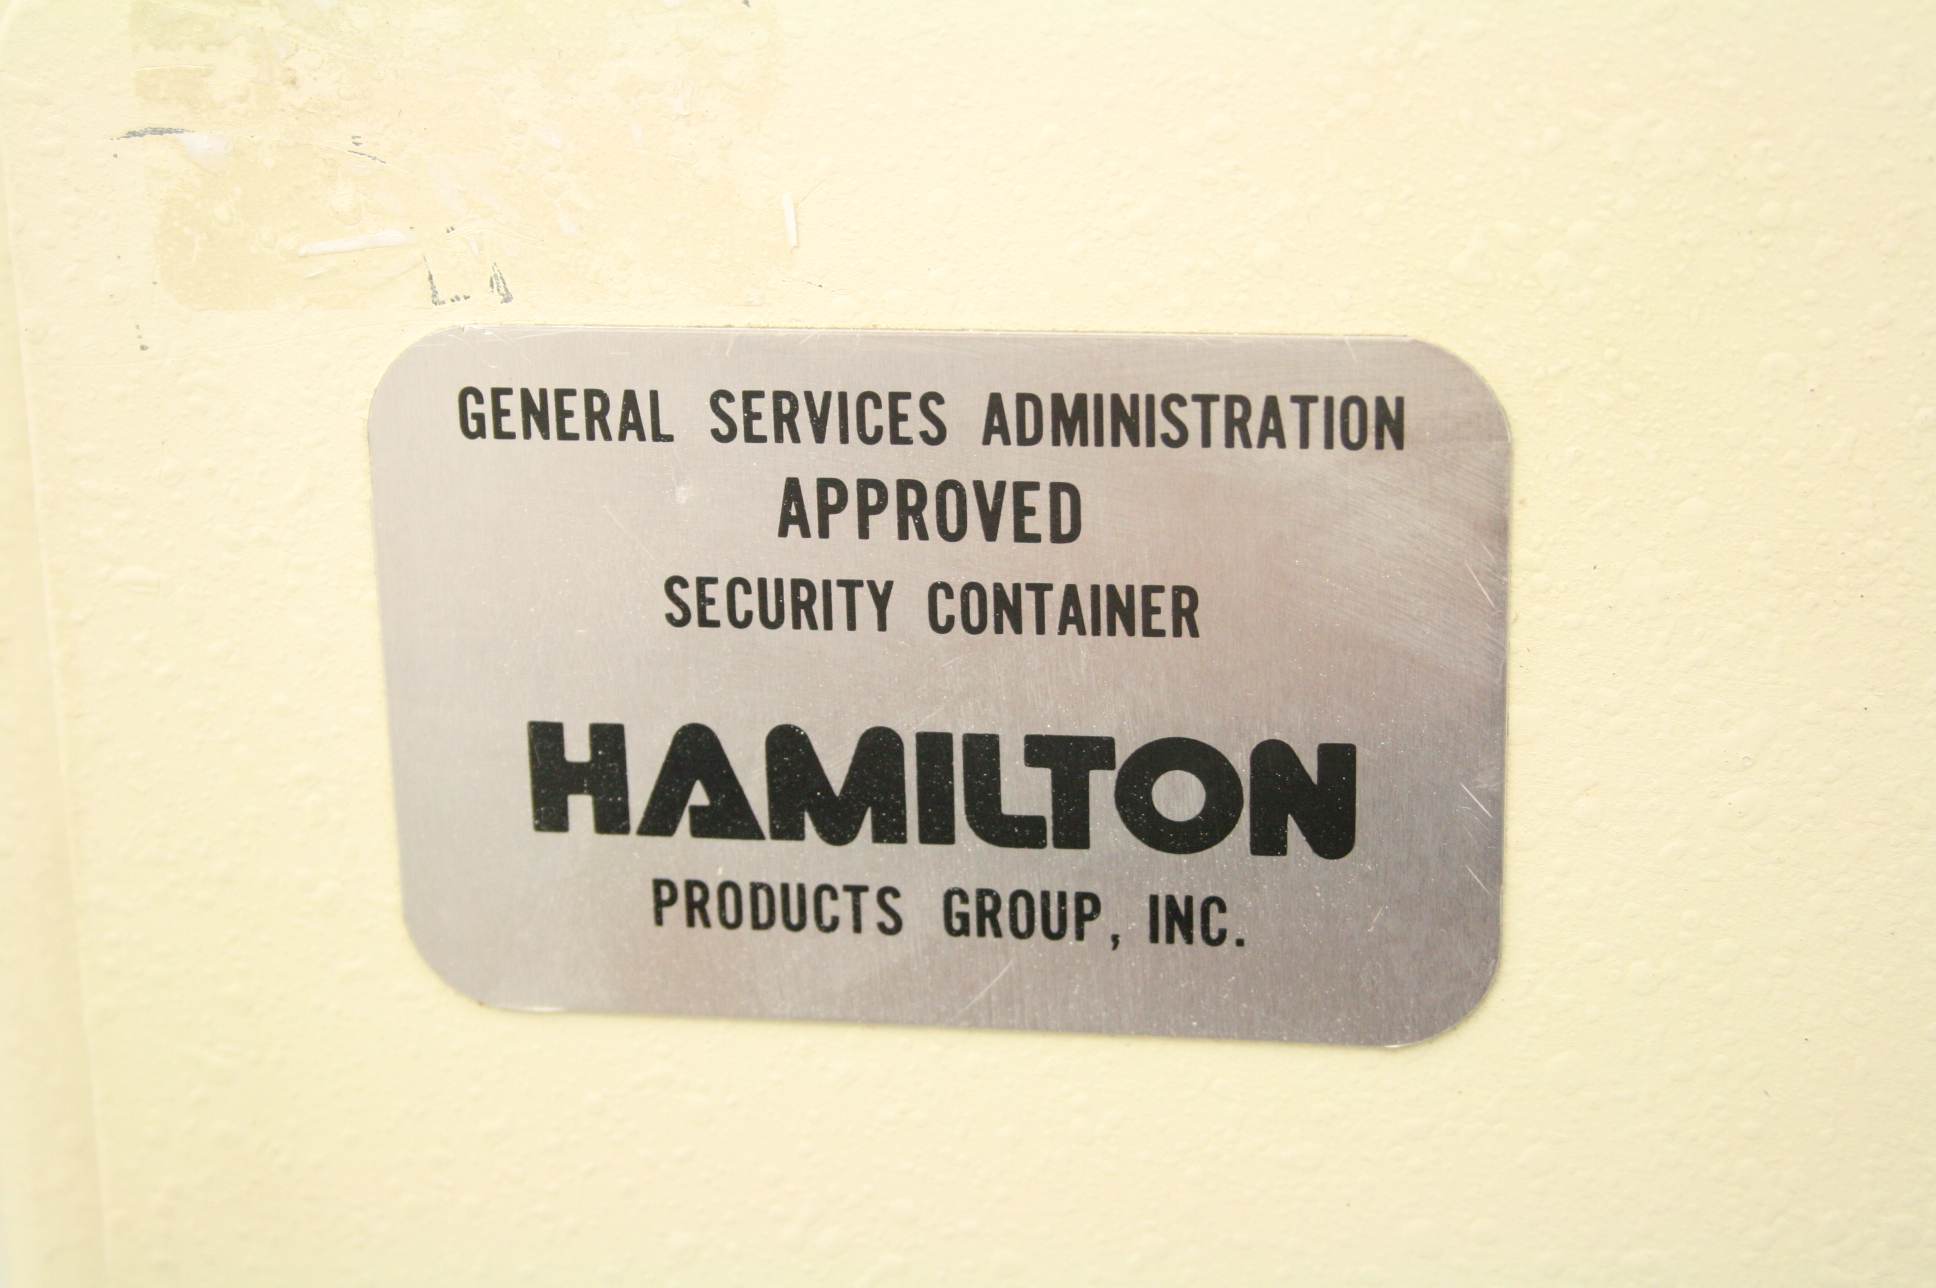 GENERAL SERVICES ADMINISTRATION
APPROVED
SECURITY CONTAINER
HAMILTON
PRODUCTS GROUP, INC.